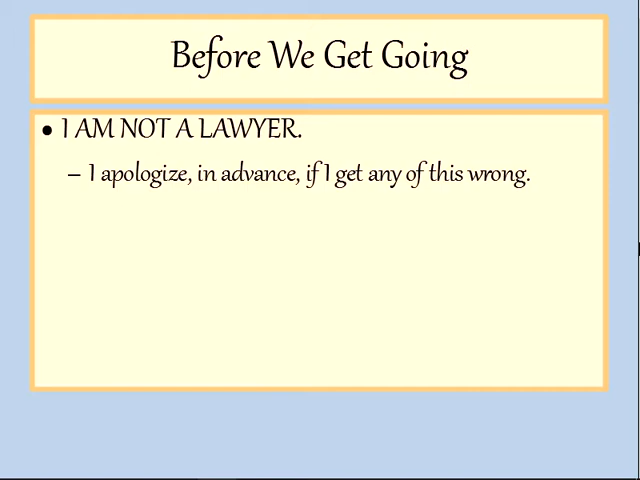 Before We Get Going
• I AM NOT A LAWYER.
– I apologize, in advance, if I get any of this wrong.